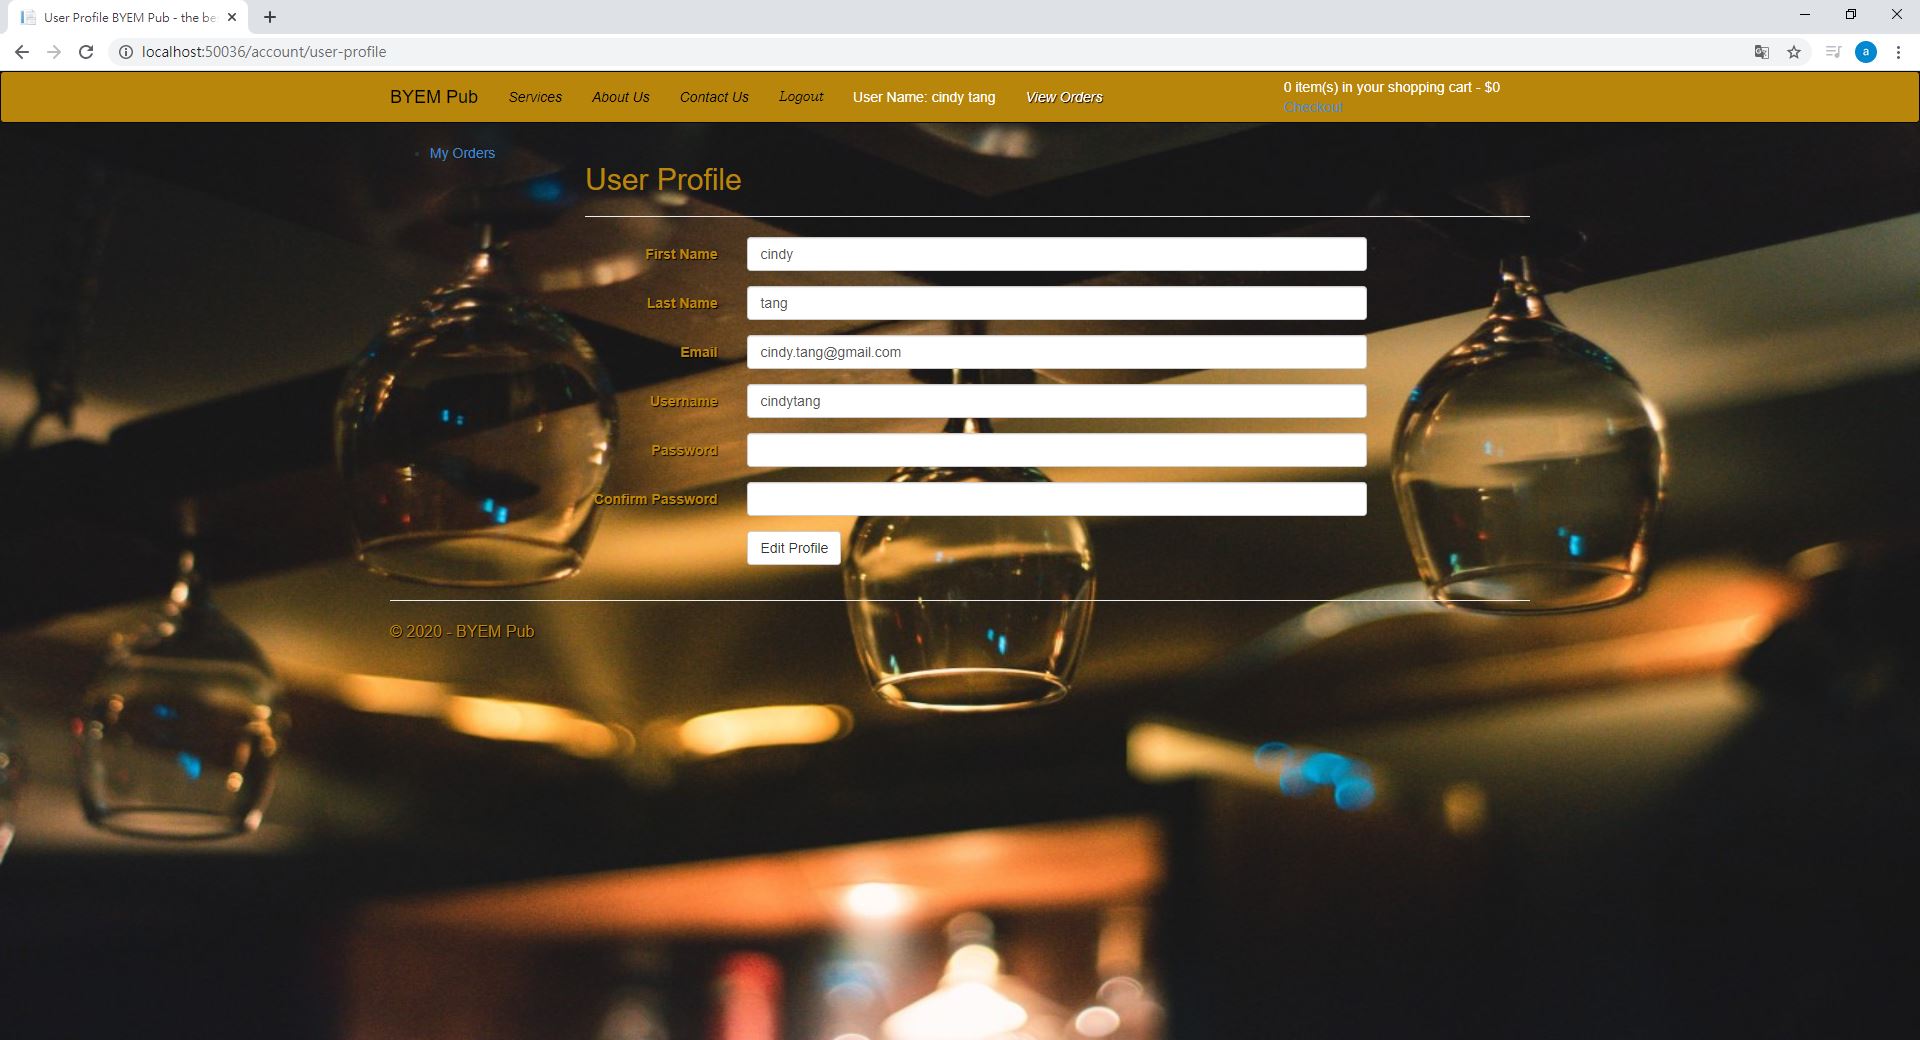 User Profile BYEM Pub - the be
localhost:50036/account/user-profile
a
BYEM Pub Services About Us Contact Us Logout User Name: cindy tang View Orders 0 item(s) in your shopping cart - $0
Checkout
My Orders
User Profile
First Name cindy
Last Name tang
Email cindy.tang@gmail.com
Username cindytang
Password
Confirm Password
Edit Profile
© 2020 - BYEM Pub